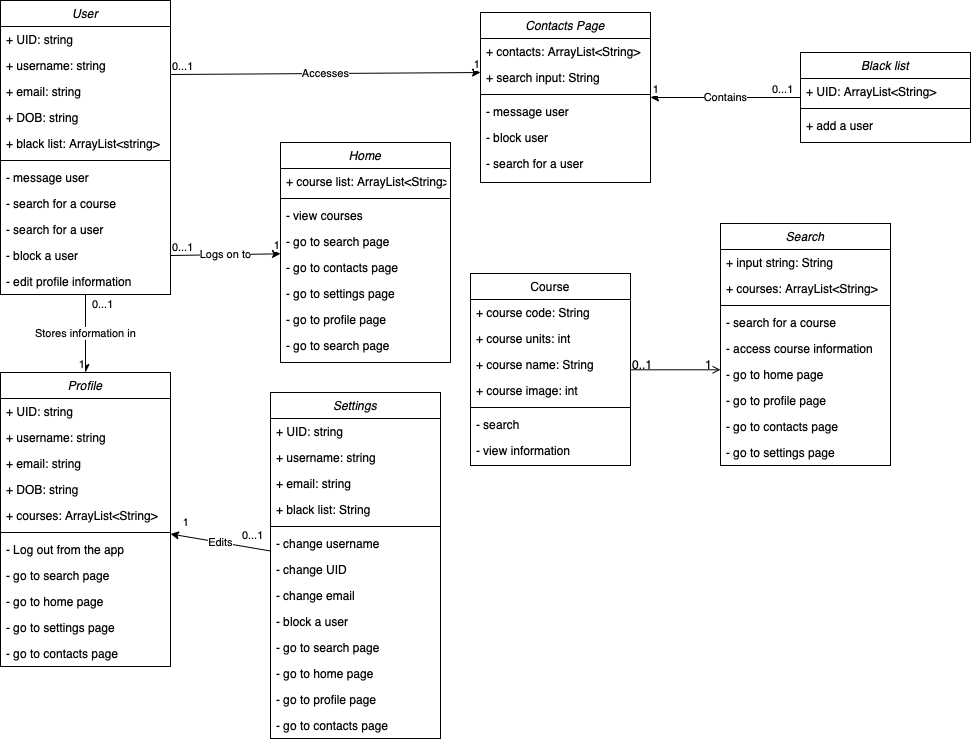 User
+ UID: string
+ username: string
+ email: string
+ DOB: string
+ black list: ArrayList<string>
- message user
- search for a course
- search for a user
- block a user
- edit profile information
0...1
Accesses
1
Contacts Page
+ contacts: ArrayList<String>
+ search input: String
- message user
- block user
- search for a user
1
Contains
0...1
Black list
+ UID: ArrayList<String>
+ add a user
0...1
Logs on to
1
Home
+ course list: ArrayList<String>
- view courses
- go to search page
- go to contacts page
- go to settings page
- go to profile page
- go to search page
0...1
Stores information in
1
Profile
+ UID: string
+ username: string
+ email: string
+ DOB: string
+ courses: ArrayList<String>
- Log out from the app
- go to search page
- go to home page
- go to settings page
- go to contacts page
1
Edits
0...1
Settings
+ UID: string
+ username: string
+ email: string
+ black list: String
- change username
- change UID
- change email
- block a user
- go to search page
- go to home page
- go to profile page
- go to contacts page
Course
+ course code: String
+ course units: int
+ course name: String
+ course image: int
- search
- view information
0..1
1
Search
+ input string: String
+ courses: ArrayList<String>
- search for a course
- access course information
- go to home page
- go to profile page
- go to contacts page
- go to settings page